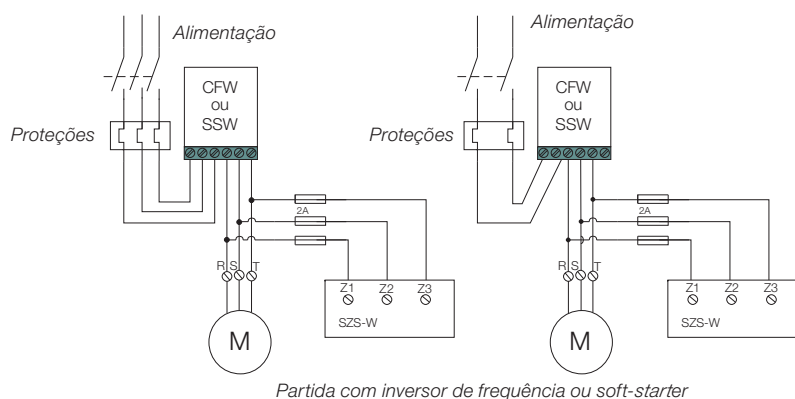 Alimentação
CFW
ou
SSW
Proteções
2A
R S T
Z1 Z2 Z3
SZS-W
M
Alimentação
CFW
ou
SSW
Proteções
2A
R S T
Z1 Z2 Z3
SZS-W
M
Partida com inversor de frequência ou soft-starter